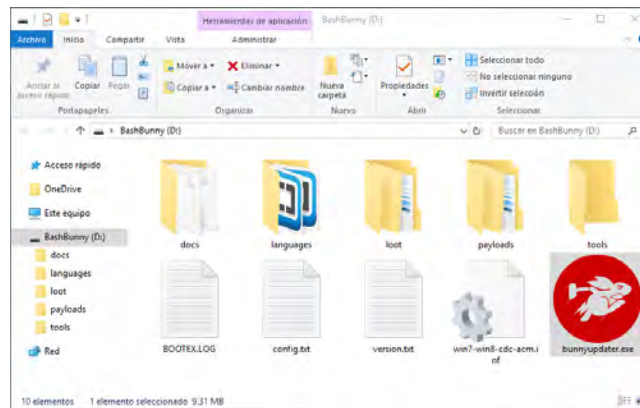 Herramientas de aplicación BashBunny (D:)
Archivo Inicio Compartir Vista Administrar
Anclar al acceso rápido
Copiar
Pegar
Mover a
Copiar a
Eliminar
Cambiar nombre
Nueva carpeta
Propiedades
Seleccionar todo
No seleccionar ninguno
Invertir selección
Portapapeles Organizar Nuevo Abrir Seleccionar
BashBunny (D:) Buscar en BashBunny (D:)
Acceso rápido
OneDrive
Este equipo
BashBunny (D:)
docs
languages
loot
payloads
tools
Red
docs languages loot payloads tools
BOOTEX.LOG config.txt version.txt win7-win8-cdc-acm.i
nf
bunnyupdater.exe
10 elementos 1 elemento seleccionado 9,31 MB